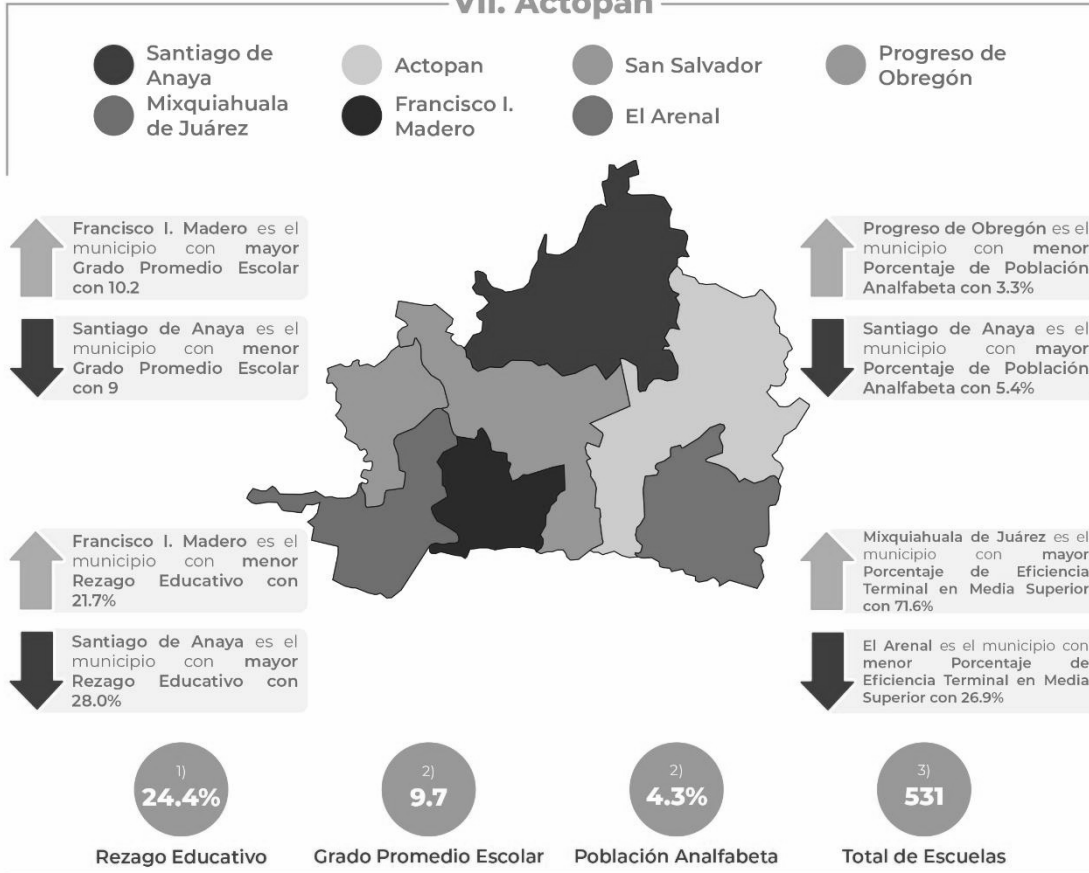 VII. Actopan
Santiago de
Anaya
Actopan
San Salvador
Progreso de
Obregón
Mixquiahuala
de Juárez
Francisco I.
Madero
El Arenal
Francisco I. Madero es el
municipio con mayor
Grado Promedio Escolar
con 10.2
Santiago de Anaya es el
municipio con menor
Grado Promedio Escolar
con 9
Progreso de Obregón es el
municipio con menor
Porcentaje de Población
Analfabeta con 3.3%
Santiago de Anaya es el
municipio con mayor
Porcentaje de Población
Analfabeta con 5.4%
Francisco I. Madero es el
municipio con menor
Rezago Educativo con
21.7%
Santiago de Anaya es el
municipio con mayor
Rezago Educativo con
28.0%
Mixquiahuala de Juárez es el
municipio con mayor
Porcentaje de Eficiencia
Terminal en Media Superior
con 71.6%
El Arenal es el municipio con
menor Porcentaje de
Eficiencia Terminal en Media
Superior con 26.9%
1)
24.4%
Rezago Educativo
2)
9.7
Grado Promedio Escolar
2)
4.3%
Población Analfabeta
3)
531
Total de Escuelas